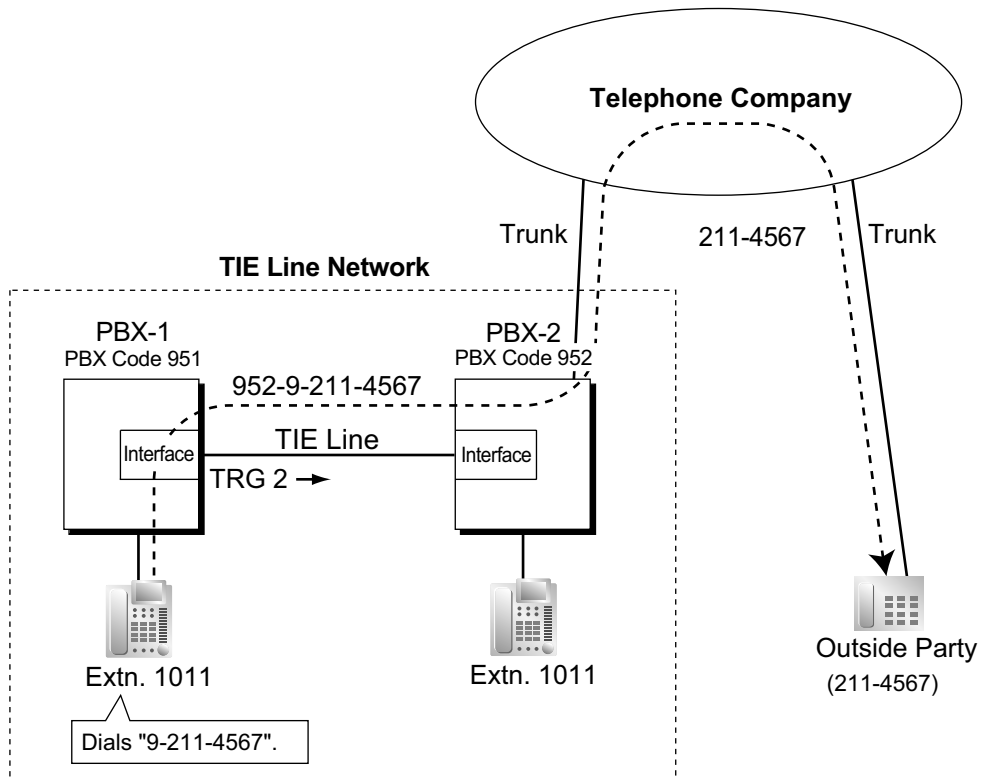 Telephone Company
Trunk
211-4567
Trunk
TIE Line Network
PBX-1
PBX Code 951
PBX-2
PBX Code 952
952-9-211-4567
Interface
TIE Line
Interface
TRG 2
Extn. 1011
Extn. 1011
Outside Party
(211-4567)
Dials "9-211-4567".